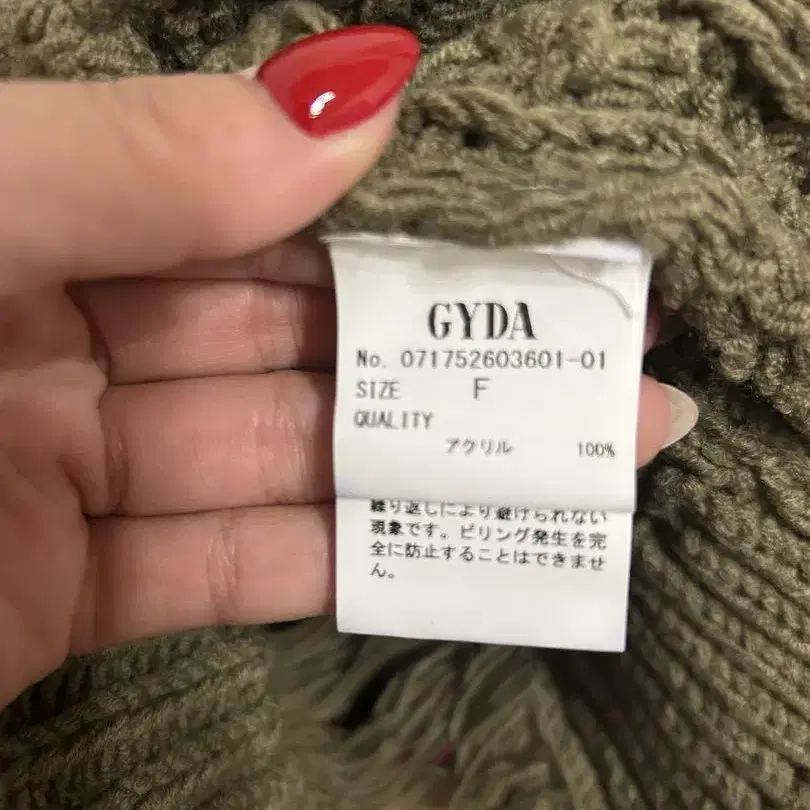 GYDA
No. 071752603601-01
SIZE F
QUALITY
アクリル 100%
繰り返しにより避けられない
現象です。ピリング発生を完
全に防止することはできませ
ん。